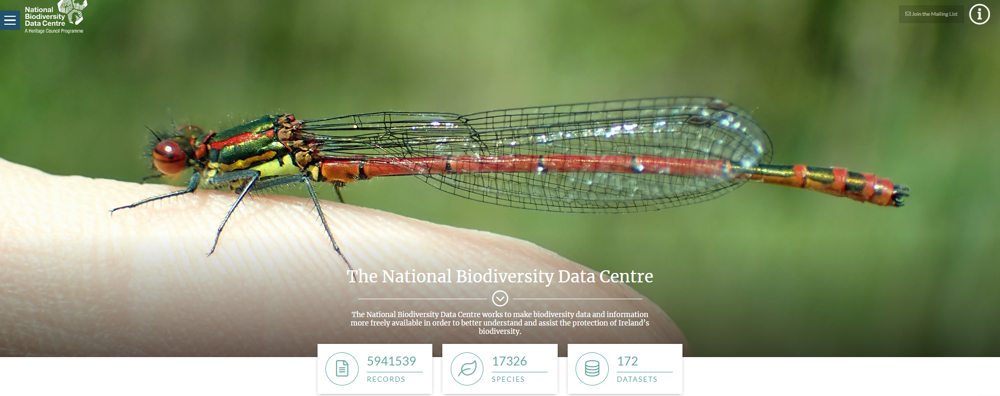 National
Biodiversity
Data Centre
A Heritage Council Programme
Join the Mailing List
The National Biodiversity Data Centre
The National Biodiversity Data Centre works to make biodiversity data and information
more freely available in order to better understand and assist the protection of Ireland’s
biodiversity.
5941539
RECORDS
17326
SPECIES
172
DATASETS